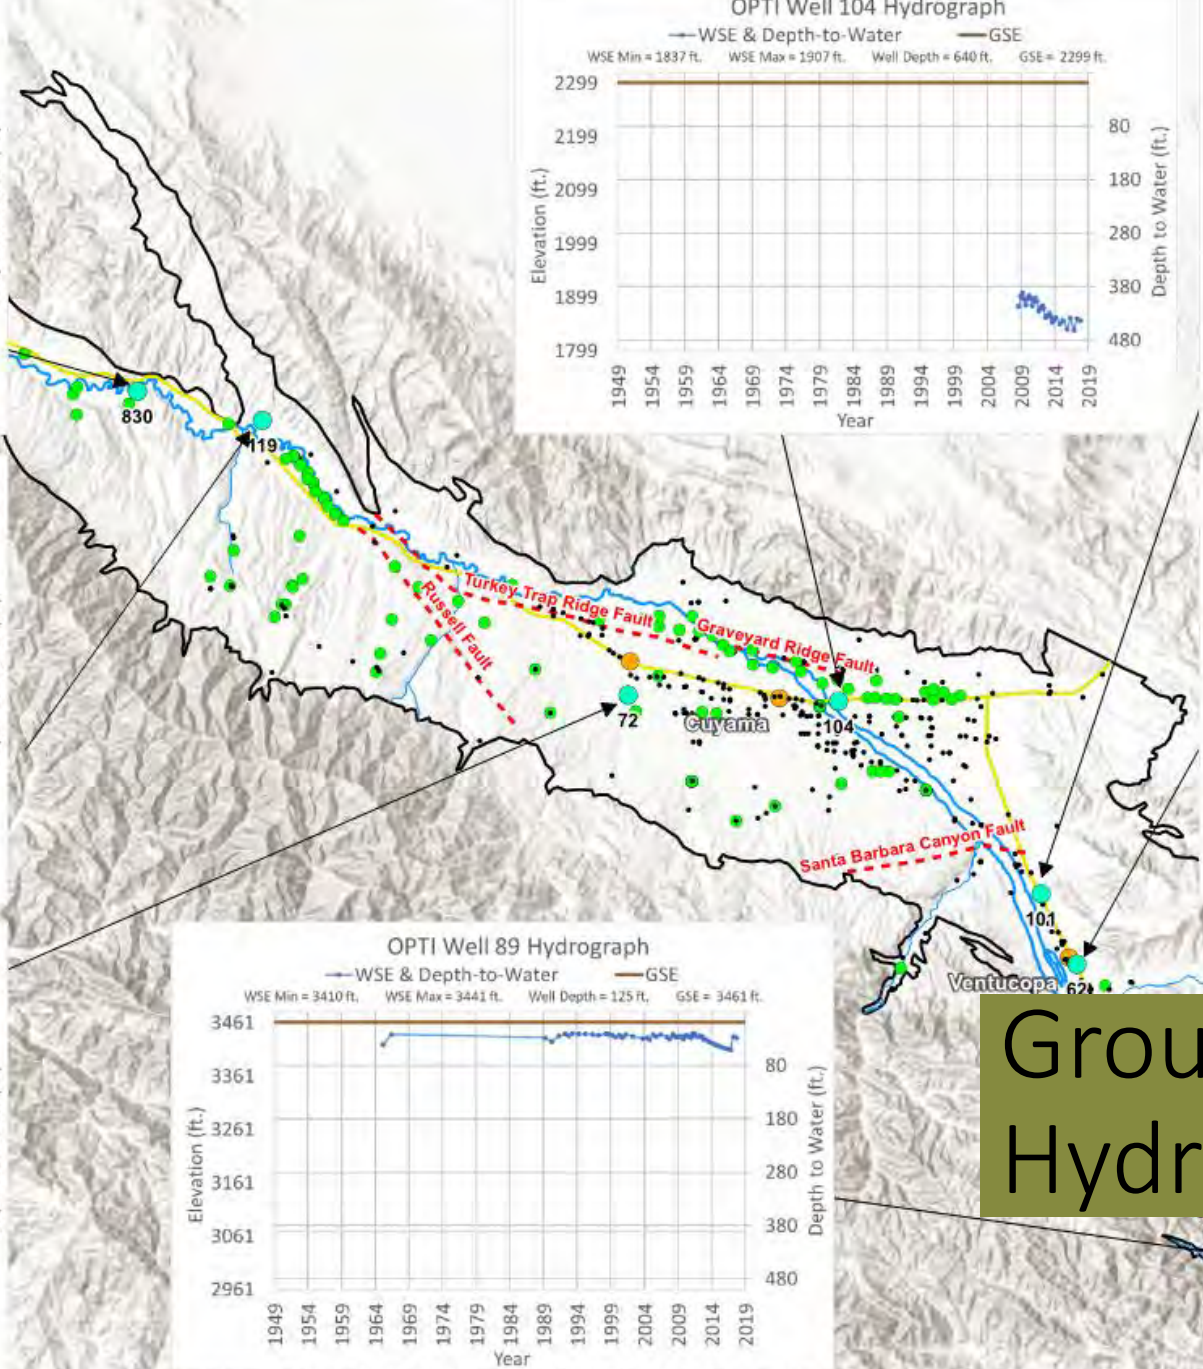 OPTI Well 104 Hydrograph
WSE & Depth-to-Water GSE
WSE Min = 1837 ft. WSE Max = 1907 ft. Well Depth = 640 ft. GSE = 2299 ft.
2299
2199
2099
1999
1899
1799
Elevation (ft.)
80
180
280
380
480
Depth to Water (ft.)
1949 1954 1959 1964 1969 1974 1979 1984 1989 1994 1999 2004 2009 2014 2019
Year
830
119
Turkey Trap Ridge Fault
Russell Fault
Graveyard Ridge Fault
72
Cuyama
104
Santa Barbara Canyon Fault
101
Ventucopa
62
OPTI Well 89 Hydrograph
WSE & Depth-to-Water GSE
WSE Min = 3410 ft. WSE Max = 3441 ft. Well Depth = 125 ft. GSE = 3461 ft.
3461
3361
3261
3161
3061
2961
Elevation (ft.)
80
180
280
380
480
Depth to Water (ft.)
1949 1954 1959 1964 1969 1974 1979 1984 1989 1994 1999 2004 2009 2014 2019
Year
Grou
Hydr